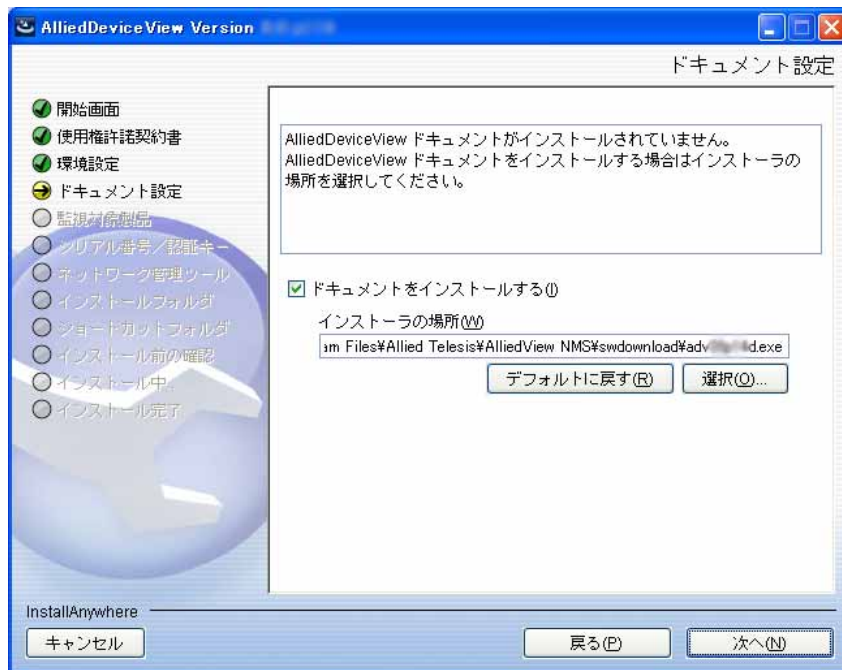 AlliedDeviceView Version
ドキュメント設定
開始画面
使用権許諾契約書
環境設定
ドキュメント設定
監視対象製品
シリアル番号／認証キー
ネットワーク管理ツール
インストールフォルダ
ショートカットフォルダ
インストール前の確認
インストール中...
インストール完了
AlliedDeviceView ドキュメントがインストールされていません。
AlliedDeviceView ドキュメントをインストールする場合はインストーラの
場所を選択してください。
ドキュメントをインストールする(I)
インストーラの場所(W)
am Files¥Allied Telesis¥AlliedView NMS¥swdownload¥adv d.exe
デフォルトに戻す(R) 選択(O)...
InstallAnywhere
キャンセル 戻る(P) 次へ(N)